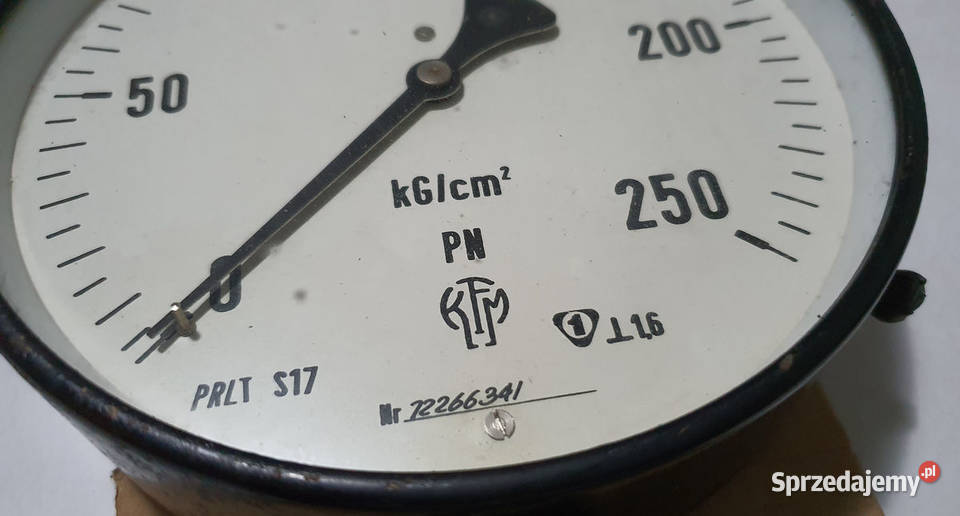 50
200
kG/cm²
250
PN
0
KFM
1 ⊥1,6
PRLT S17
Nr 72266341
Sprzedajemy.pl